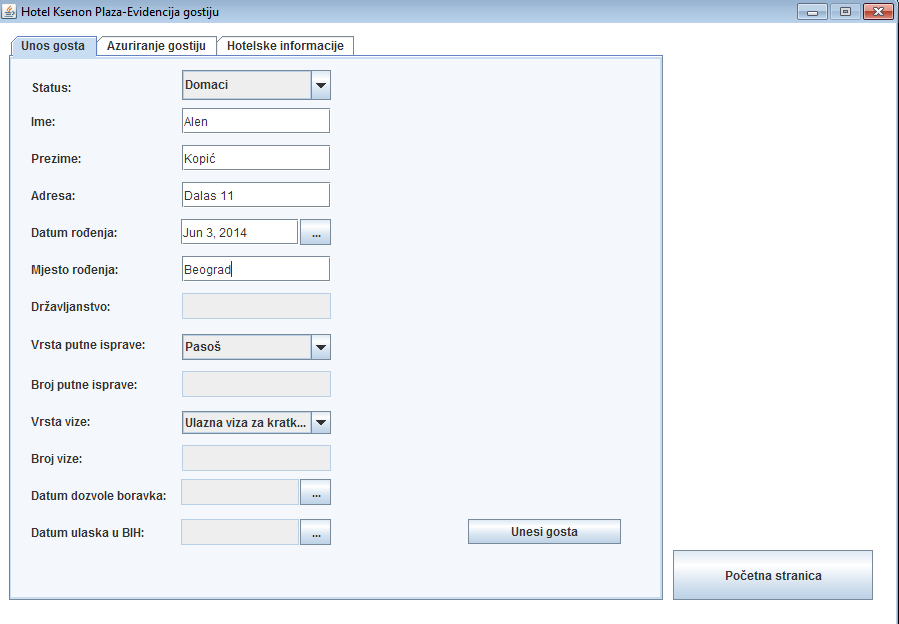 Hotel Ksenon Plaza-Evidencija gostiju
Unos gosta Azuriranje gostiju Hotelske informacije
Status: Domaci
Ime: Alen
Prezime: Kopić
Adresa: Dalas 11
Datum rođenja: Jun 3, 2014 ...
Mjesto rođenja: Beograd
Državljanstvo:
Vrsta putne isprave: Pasoš
Broj putne isprave:
Vrsta vize: Ulazna viza za kratk...
Broj vize:
Datum dozvole boravka: ...
Datum ulaska u BIH: ...
Unesi gosta
Početna stranica